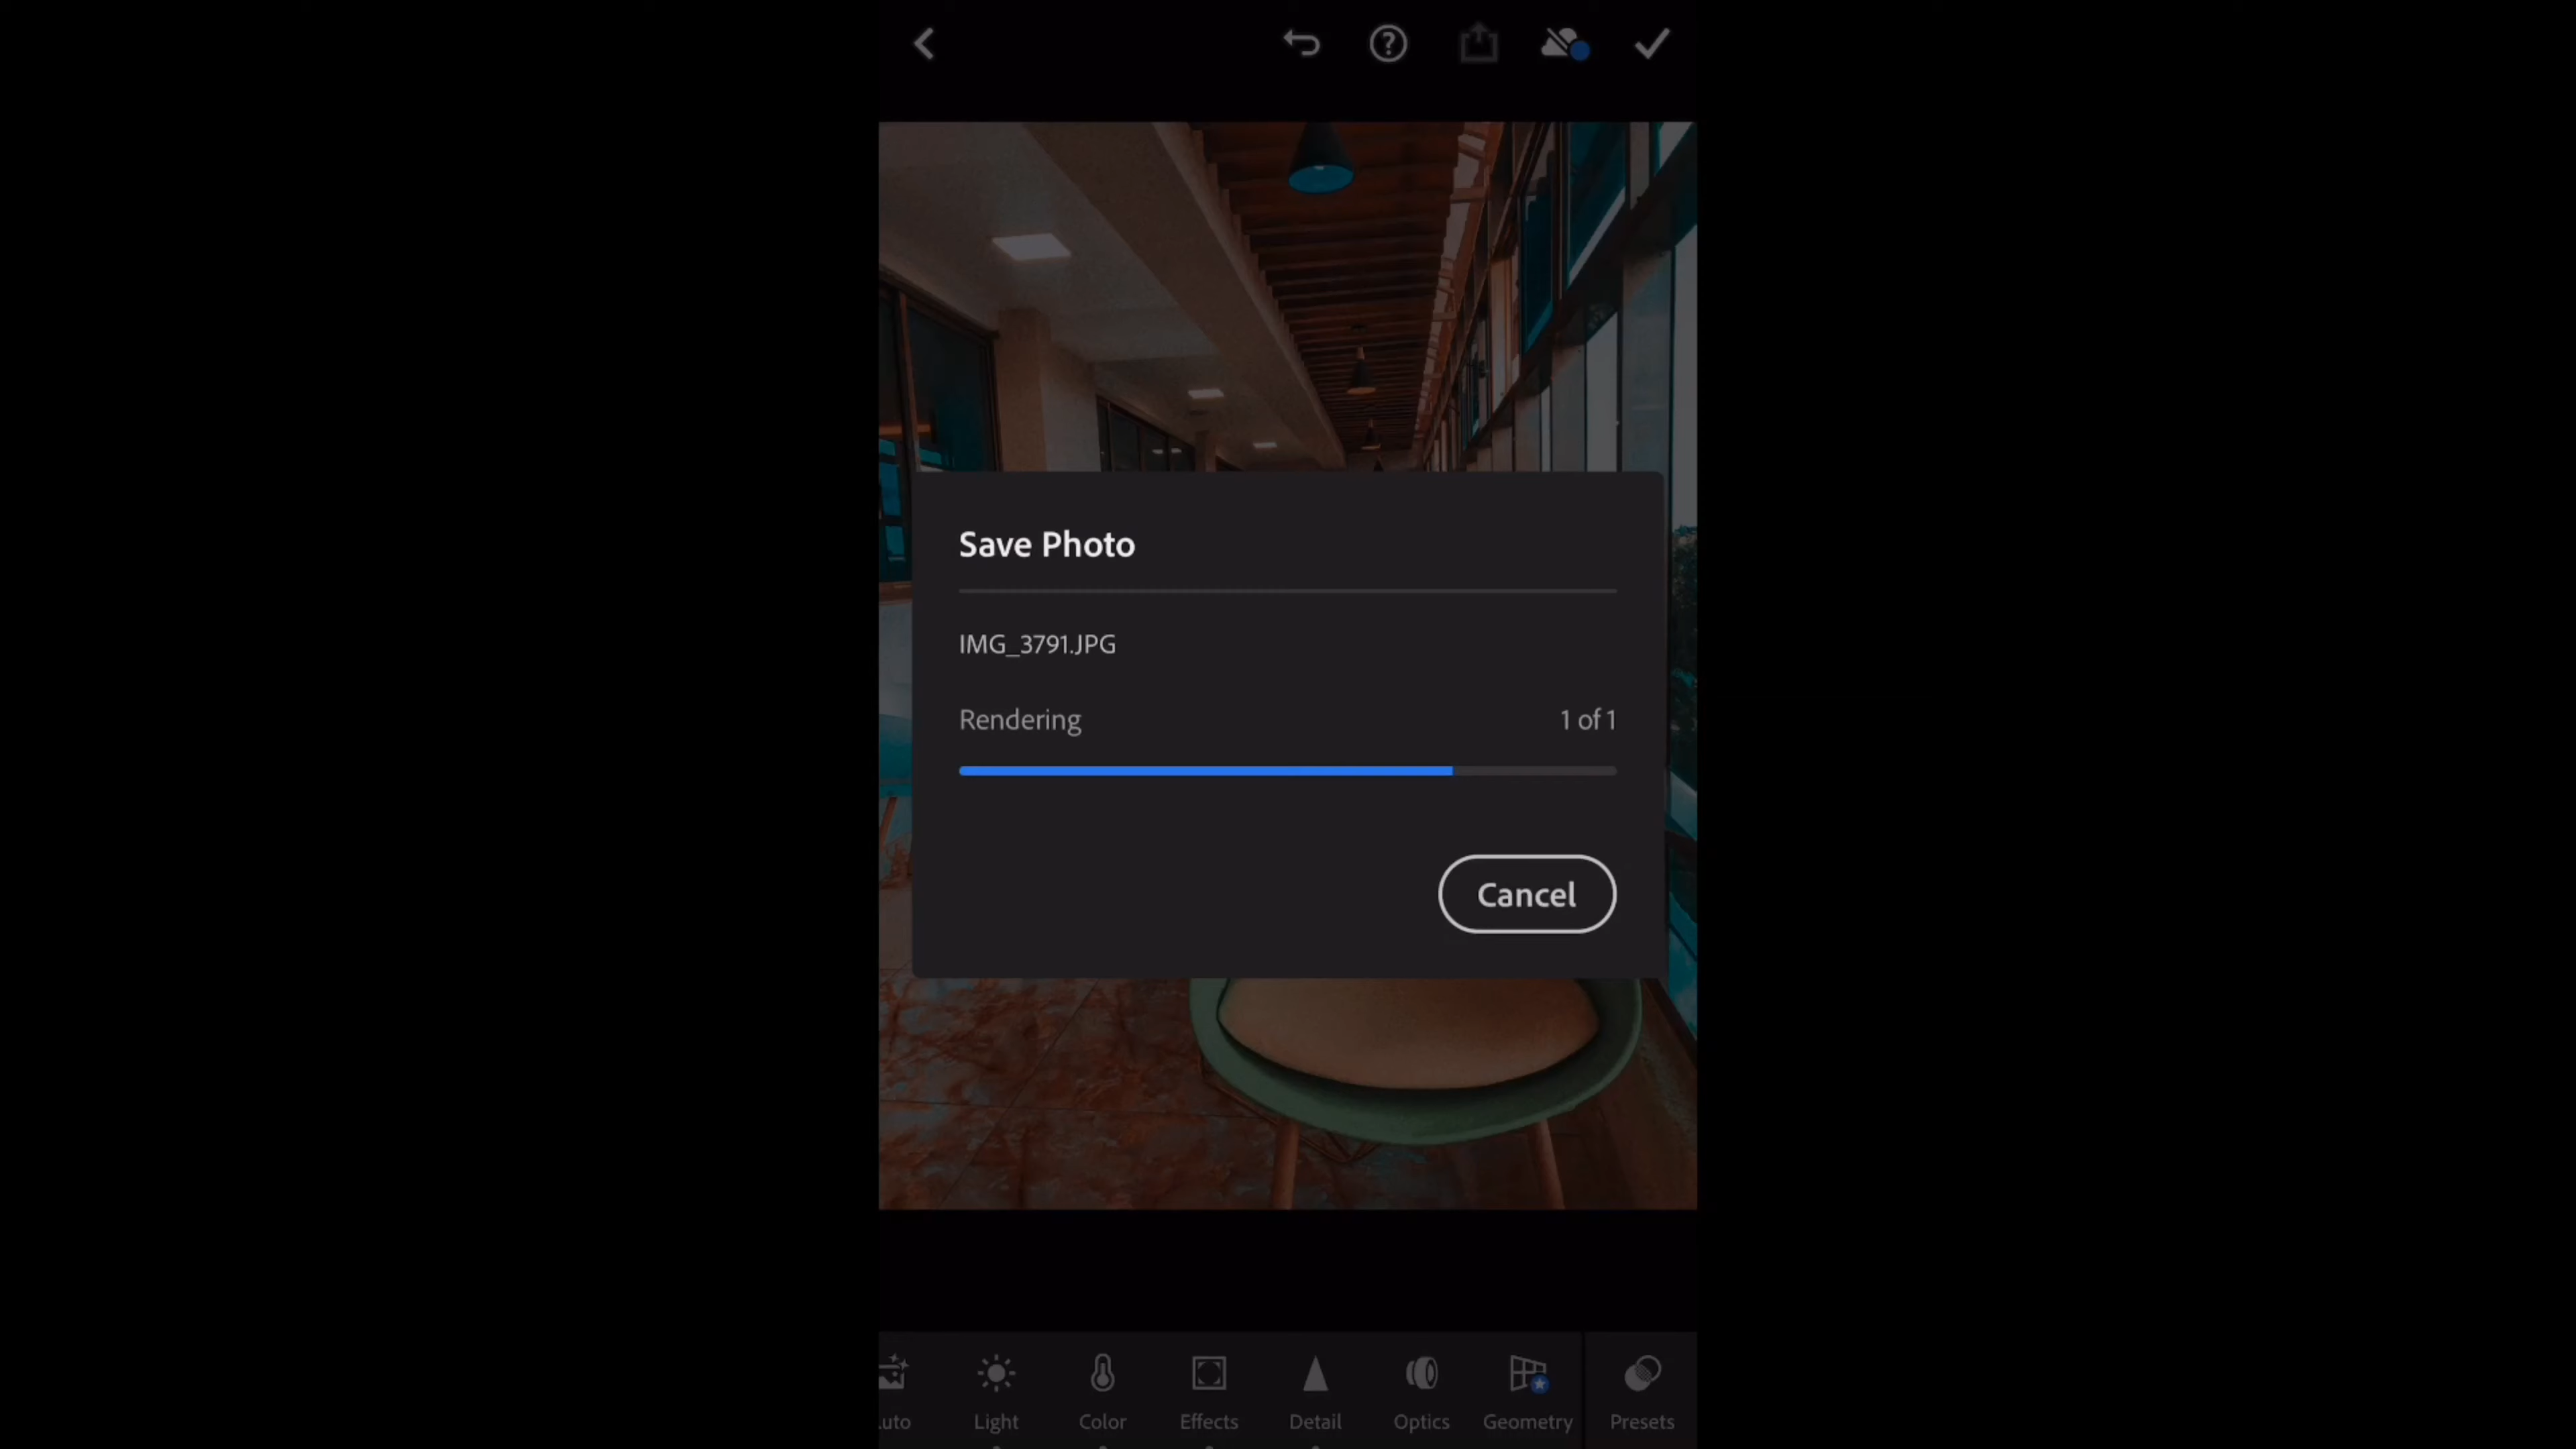 Save Photo
IMG_3791.JPG
Rendering 1 of 1
Cancel
uto Light Color Effects Detail Optics Geometry Presets